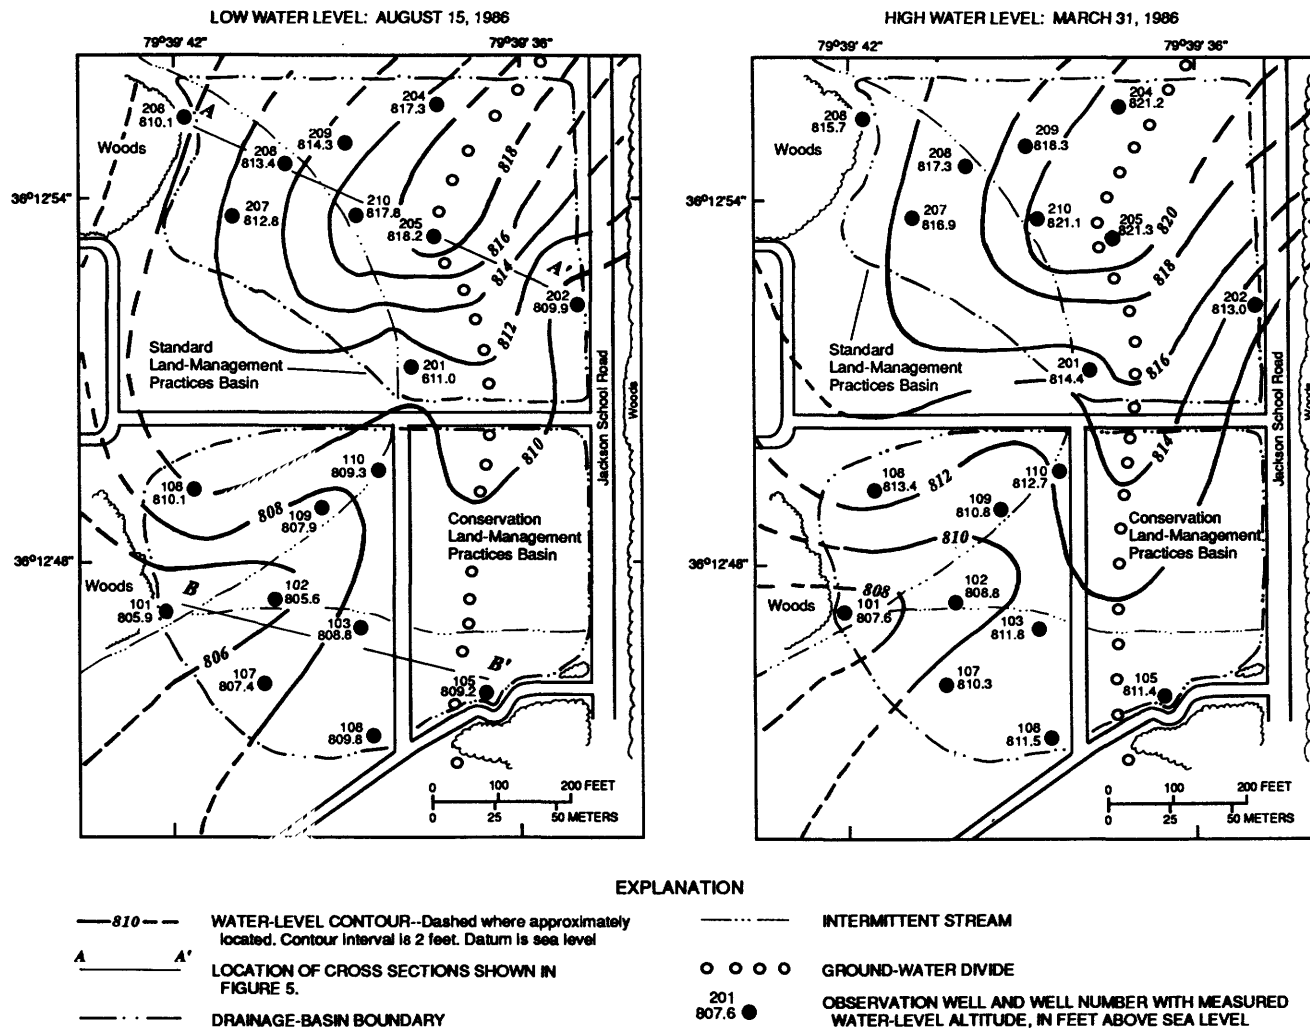 LOW WATER LEVEL: AUGUST 15, 1986
79°39' 42"
79°39' 36"
36°12'54"
36°12'48"
208
810.1
A
Woods
204
817.3
209
814.3
208
813.4
818
207
812.8
210
817.8
205
818.2
816
814
A'
202
809.9
812
Standard
Land-Management
Practices Basin
201
611.0
Jackson School Road
Woods
810
110
809.3
108
810.1
808
109
807.9
Conservation
Land-Management
Practices Basin
Woods
B
101
805.9
102
805.6
103
808.8
806
107
807.4
B'
105
809.2
108
809.8
0 100 200 FEET
0 25 50 METERS
HIGH WATER LEVEL: MARCH 31, 1986
79°39' 42"
79°39' 36"
36°12'54"
36°12'48"
208
815.7
Woods
204
821.2
209
818.3
208
817.3
207
816.9
210
821.1
205
821.3
820
818
202
813.0
Standard
Land-Management
Practices Basin
816
201
814.4
Jackson School Road
Woods
814
108
813.4
812
110
812.7
109
810.8
810
Conservation
Land-Management
Practices Basin
Woods
808
101
807.6
102
808.8
103
811.8
107
810.3
105
811.4
108
811.5
0 100 200 FEET
0 25 50 METERS
EXPLANATION
810
WATER-LEVEL CONTOUR--Dashed where approximately
located. Contour interval is 2 feet. Datum is sea level
A A'
LOCATION OF CROSS SECTIONS SHOWN IN
FIGURE 5.
DRAINAGE-BASIN BOUNDARY
INTERMITTENT STREAM
GROUND-WATER DIVIDE
201
807.6
OBSERVATION WELL AND WELL NUMBER WITH MEASURED
WATER-LEVEL ALTITUDE, IN FEET ABOVE SEA LEVEL